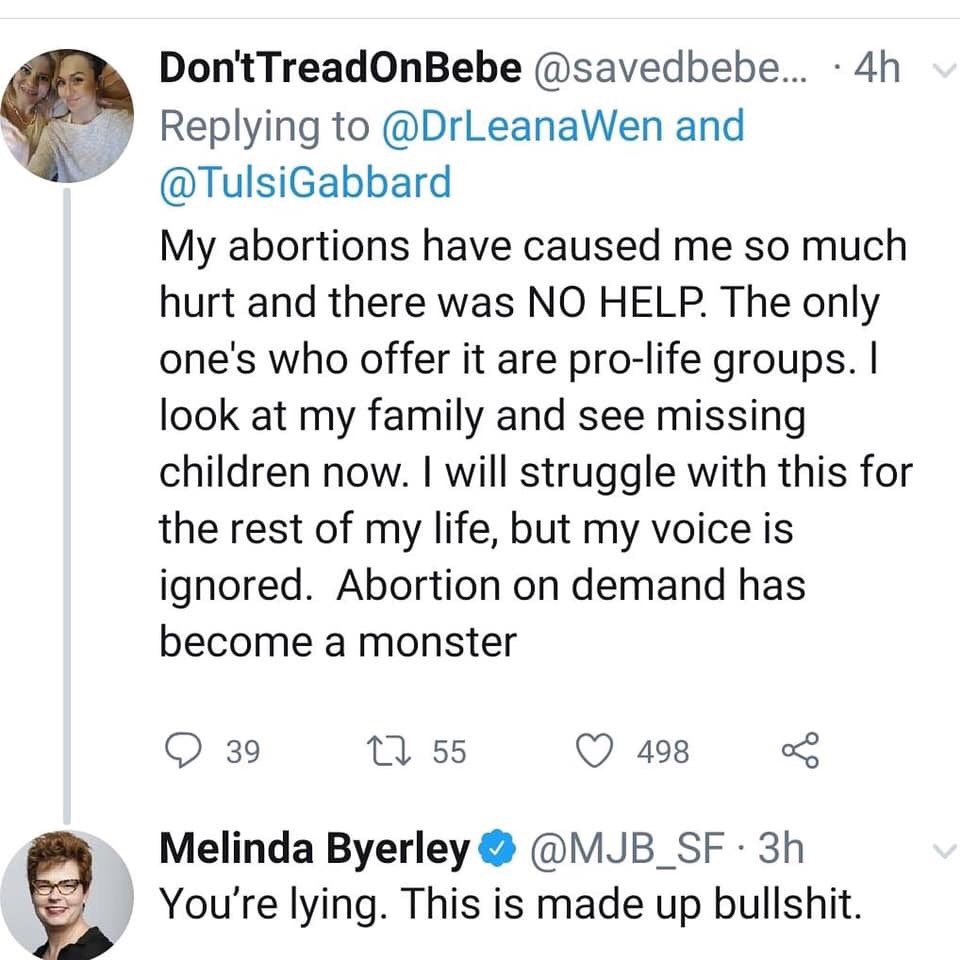 Don'tTreadOnBebe @savedbebe... · 4h
Replying to @DrLeanaWen and
@TulsiGabbard
My abortions have caused me so much
hurt and there was NO HELP. The only
one's who offer it are pro-life groups. I
look at my family and see missing
children now. I will struggle with this for
the rest of my life, but my voice is
ignored.  Abortion on demand has
become a monster
39 55 498
Melinda Byerley @MJB_SF · 3h
You’re lying. This is made up bullshit.